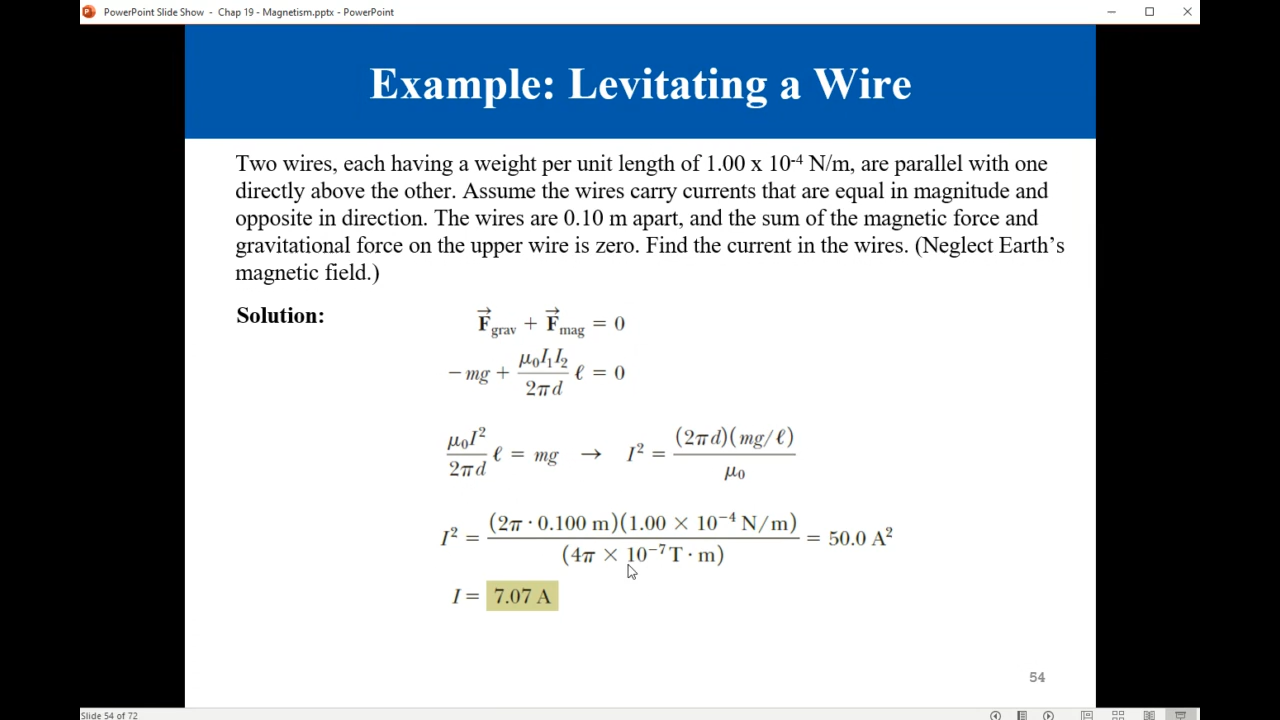 PowerPoint Slide Show - Chap 19 - Magnetism.pptx - PowerPoint
Example: Levitating a Wire
Two wires, each having a weight per unit length of 1.00 x 10⁻⁴ N/m, are parallel with one
directly above the other. Assume the wires carry currents that are equal in magnitude and
opposite in direction. The wires are 0.10 m apart, and the sum of the magnetic force and
gravitational force on the upper wire is zero. Find the current in the wires. (Neglect Earth's
magnetic field.)
Solution:
F⃗grav + F⃗mag = 0
−mg + μ₀I₁I₂/2πd ℓ = 0
μ₀I²/2πd ℓ = mg → I² = (2πd)(mg/ℓ)/μ₀
I² = (2π · 0.100 m)(1.00 × 10⁻⁴ N/m)/(4π × 10⁻⁷ T · m) = 50.0 A²
I = 7.07 A
54
Slide 54 of 72